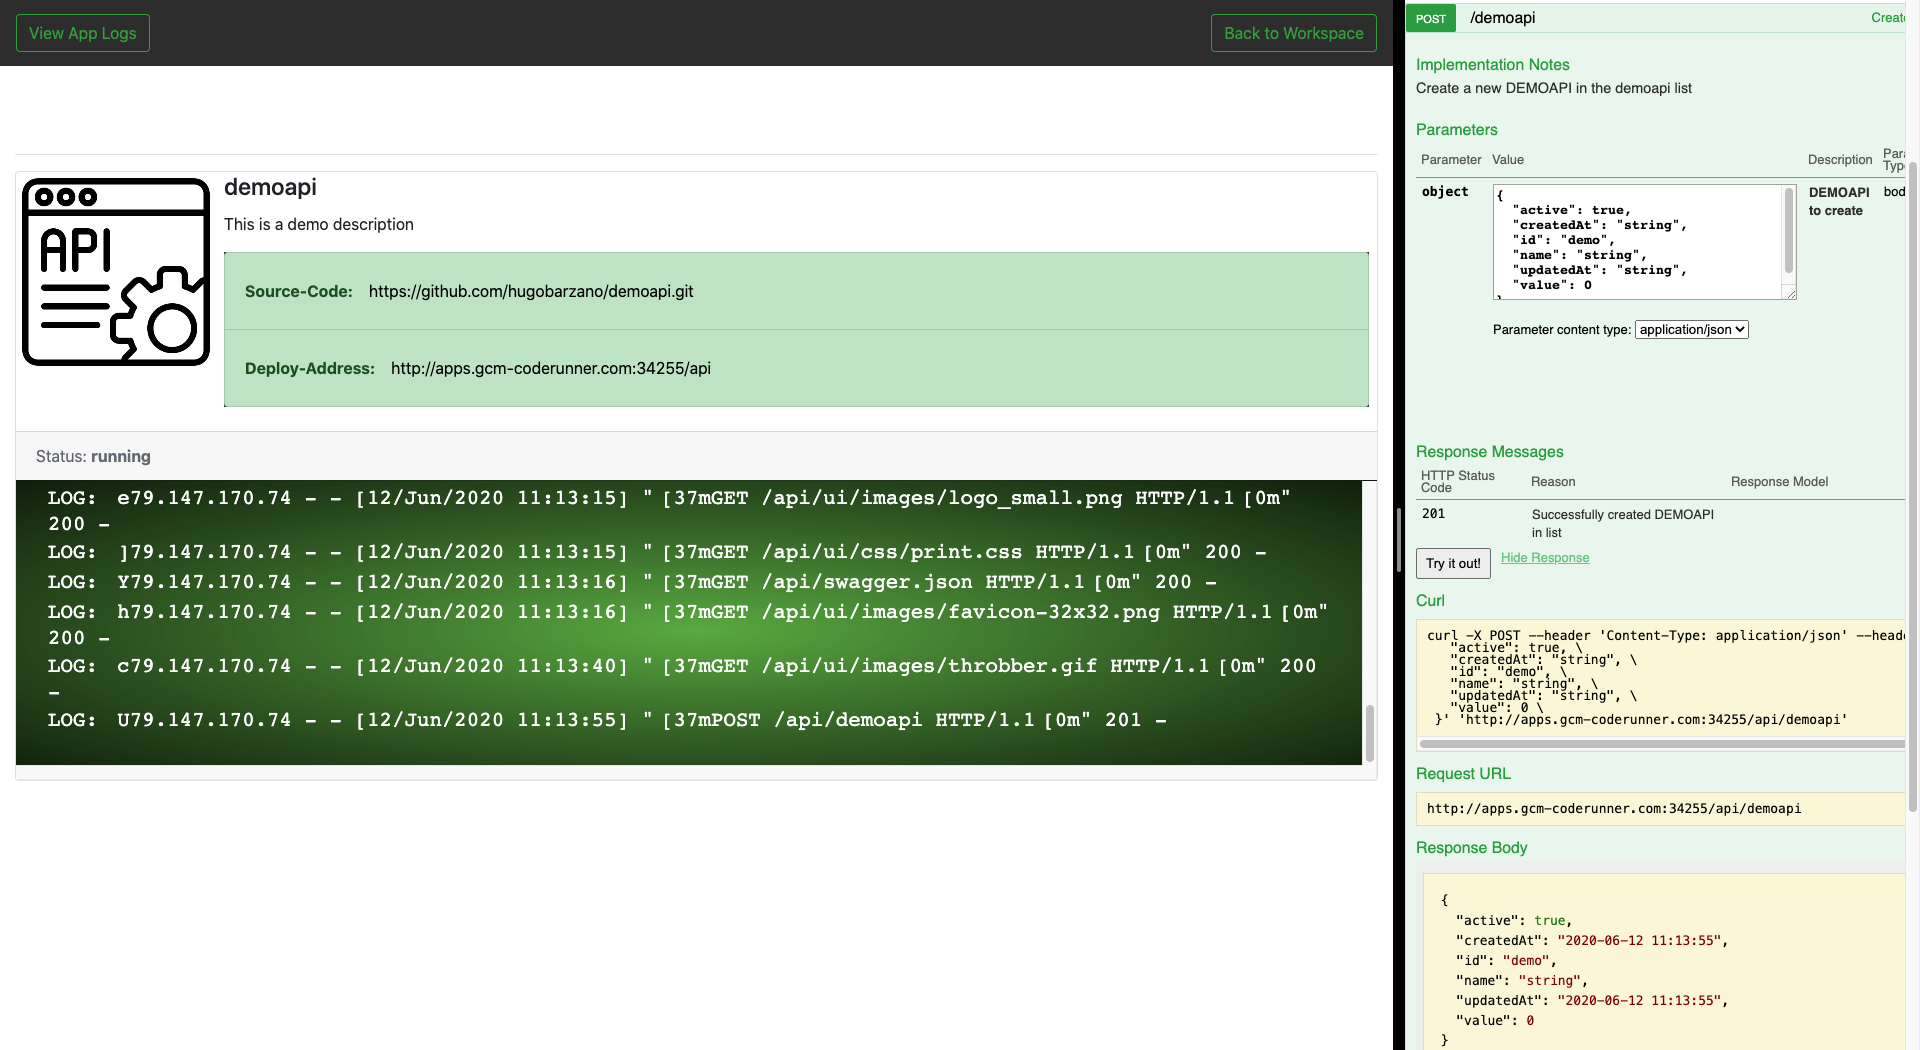 View App Logs
Back to Workspace
API
demoapi
This is a demo description
Source-Code: https://github.com/hugobarzano/demoapi.git
Deploy-Address: http://apps.gcm-coderunner.com:34255/api
Status: running
LOG: e79.147.170.74 - - [12/Jun/2020 11:13:15] " [37mGET /api/ui/images/logo_small.png HTTP/1.1 [0m"
200 -
LOG: ]79.147.170.74 - - [12/Jun/2020 11:13:15] " [37mGET /api/ui/css/print.css HTTP/1.1 [0m" 200 -
LOG: Y79.147.170.74 - - [12/Jun/2020 11:13:16] " [37mGET /api/swagger.json HTTP/1.1 [0m" 200 -
LOG: h79.147.170.74 - - [12/Jun/2020 11:13:16] " [37mGET /api/ui/images/favicon-32x32.png HTTP/1.1 [0m"
200 -
LOG: c79.147.170.74 - - [12/Jun/2020 11:13:40] " [37mGET /api/ui/images/throbber.gif HTTP/1.1 [0m" 200
-
LOG: U79.147.170.74 - - [12/Jun/2020 11:13:55] " [37mPOST /api/demoapi HTTP/1.1 [0m" 201 -
POST /demoapi
Implementation Notes
Create a new DEMOAPI in the demoapi list
Parameters
Parameter Value Description
object
{
"active": true,
"createdAt": "string",
"id": "demo",
"name": "string",
"updatedAt": "string",
"value": 0
DEMOAPI
to create
Parameter content type: application/json
Response Messages
HTTP Status
Code
Reason
Response Model
201
Successfully created DEMOAPI
in list
Try it out!
Hide Response
Curl
curl -X POST --header 'Content-Type: application/json' --heade
"active": true, \
"createdAt": "string", \
"id": "demo", \
"name": "string", \
"updatedAt": "string", \
"value": 0 \
}' 'http://apps.gcm-coderunner.com:34255/api/demoapi'
Request URL
http://apps.gcm-coderunner.com:34255/api/demoapi
Response Body
{
"active": true,
"createdAt": "2020-06-12 11:13:55",
"id": "demo",
"name": "string",
"updatedAt": "2020-06-12 11:13:55",
"value": 0
}